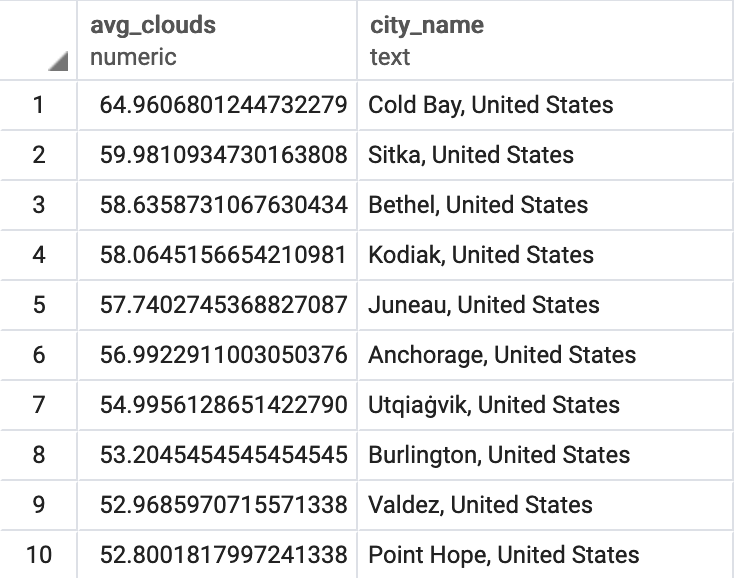 avg_clouds city_name
numeric text
1 64.9606801244732279 Cold Bay, United States
2 59.9810934730163808 Sitka, United States
3 58.6358731067630434 Bethel, United States
4 58.0645156654210981 Kodiak, United States
5 57.7402745368827087 Juneau, United States
6 56.9922911003050376 Anchorage, United States
7 54.9956128651422790 Utqiaġvik, United States
8 53.2045454545454545 Burlington, United States
9 52.9685970715571338 Valdez, United States
10 52.8001817997241338 Point Hope, United States